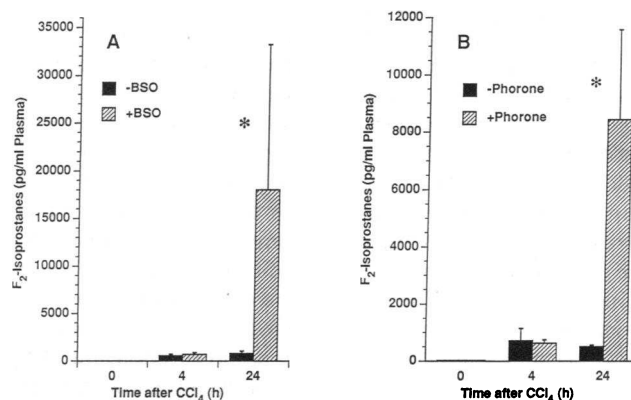 A
35000
30000
25000
20000
15000
10000
5000
0
F2-Isoprostanes (pg/ml Plasma)
-BSO
+BSO
*
0 4 24
Time after CCl4 (h)
B
12000
10000
8000
6000
4000
2000
0
F2-Isoprostanes (pg/ml Plasma)
-Phorone
+Phorone
*
0 4 24
Time after CCl4 (h)